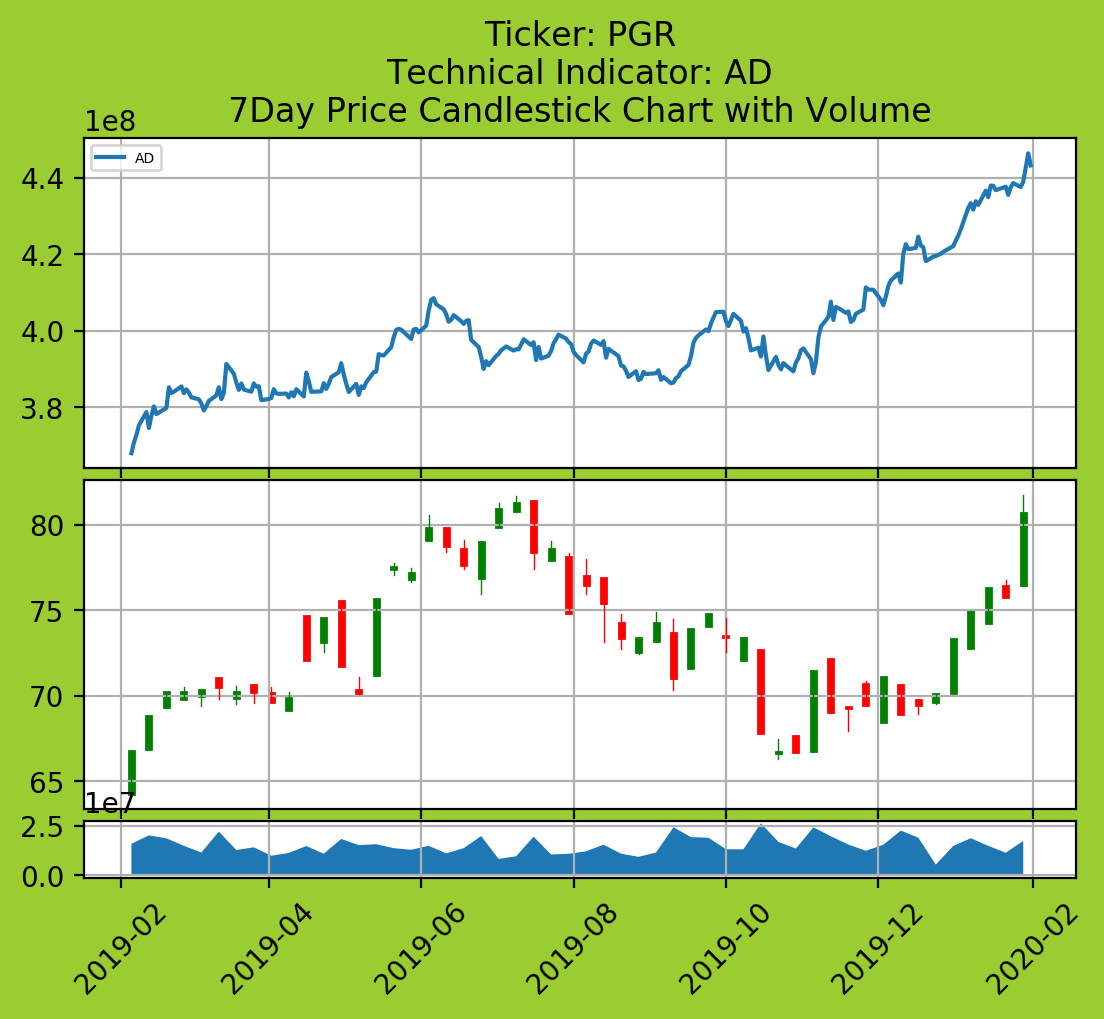 Ticker: PGR
Technical Indicator: AD
7Day Price Candlestick Chart with Volume
1e8
AD
4.4
4.2
4.0
3.8
80
75
70
65
1e7
2.5
0.0
2019-02
2019-04
2019-06
2019-08
2019-10
2019-12
2020-02